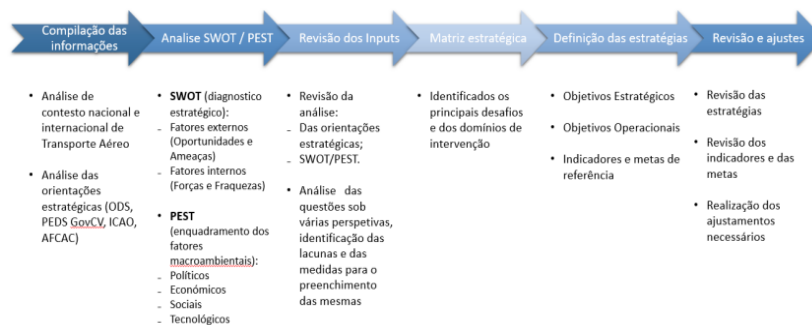 Compilação das
informações
Analise SWOT / PEST
Revisão dos Inputs
Matriz estratégica
Definição das estratégias
Revisão e ajustes
• Análise de
contesto nacional e
internacional de
Transporte Aéreo
• Análise das
orientações
estratégicas (ODS,
PEDS GovCV, ICAO,
AFCAC)
• SWOT (diagnostico
estratégico):
- Fatores externos
(Oportunidades e
Ameaças)
- Fatores internos
(Forças e Fraquezas)
• PEST
(enquadramento dos
fatores
macroambientais):
- Políticos
- Económicos
- Sociais
- Tecnológicos
• Revisão da
análise:
- Das orientações
estratégicas;
- SWOT/PEST.
• Análise das
questões sob
várias perspetivas,
identificação das
lacunas e das
medidas para o
preenchimento
das mesmas
• Identificados os
principais desafios
e dos domínios de
intervenção
• Objetivos Estratégicos
• Objetivos Operacionais
• Indicadores e metas de
referência
• Revisão das
estratégias
• Revisão dos
indicadores e das
metas
• Realização dos
ajustamentos
necessários